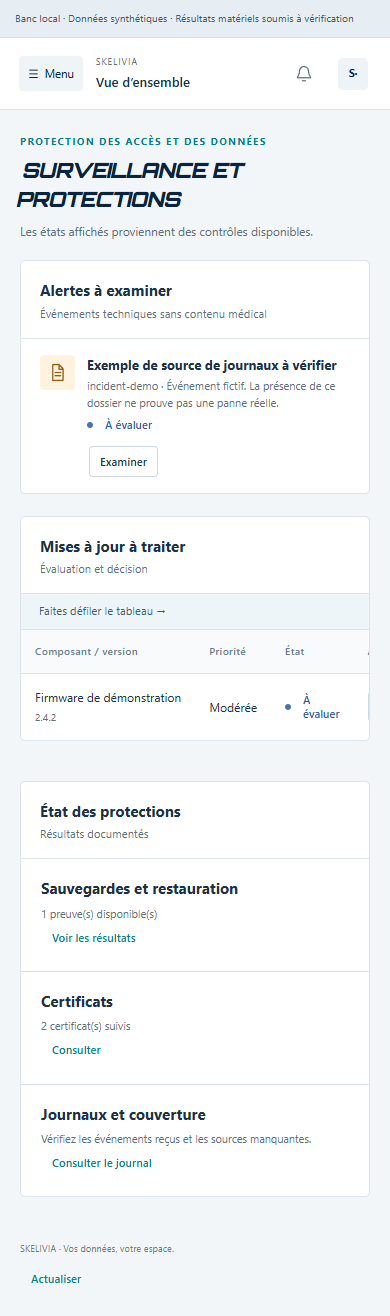 Banc local · Données synthétiques · Résultats matériels soumis à vérification
☰ Menu
SKELIVIA
Vue d’ensemble
S·
PROTECTION DES ACCÈS ET DES DONNÉES
SURVEILLANCE ET
PROTECTIONS
Les états affichés proviennent des contrôles disponibles.
Alertes à examiner
Événements techniques sans contenu médical
Exemple de source de journaux à vérifier
incident-demo · Événement fictif. La présence de ce
dossier ne prouve pas une panne réelle.
À évaluer
Examiner
Mises à jour à traiter
Évaluation et décision
Faites défiler le tableau →
Composant / version Priorité État
Firmware de démonstration
2.4.2
Modérée
À
évaluer
État des protections
Résultats documentés
Sauvegardes et restauration
1 preuve(s) disponible(s)
Voir les résultats
Certificats
2 certificat(s) suivis
Consulter
Journaux et couverture
Vérifiez les événements reçus et les sources manquantes.
Consulter le journal
SKELIVIA · Vos données, votre espace.
Actualiser